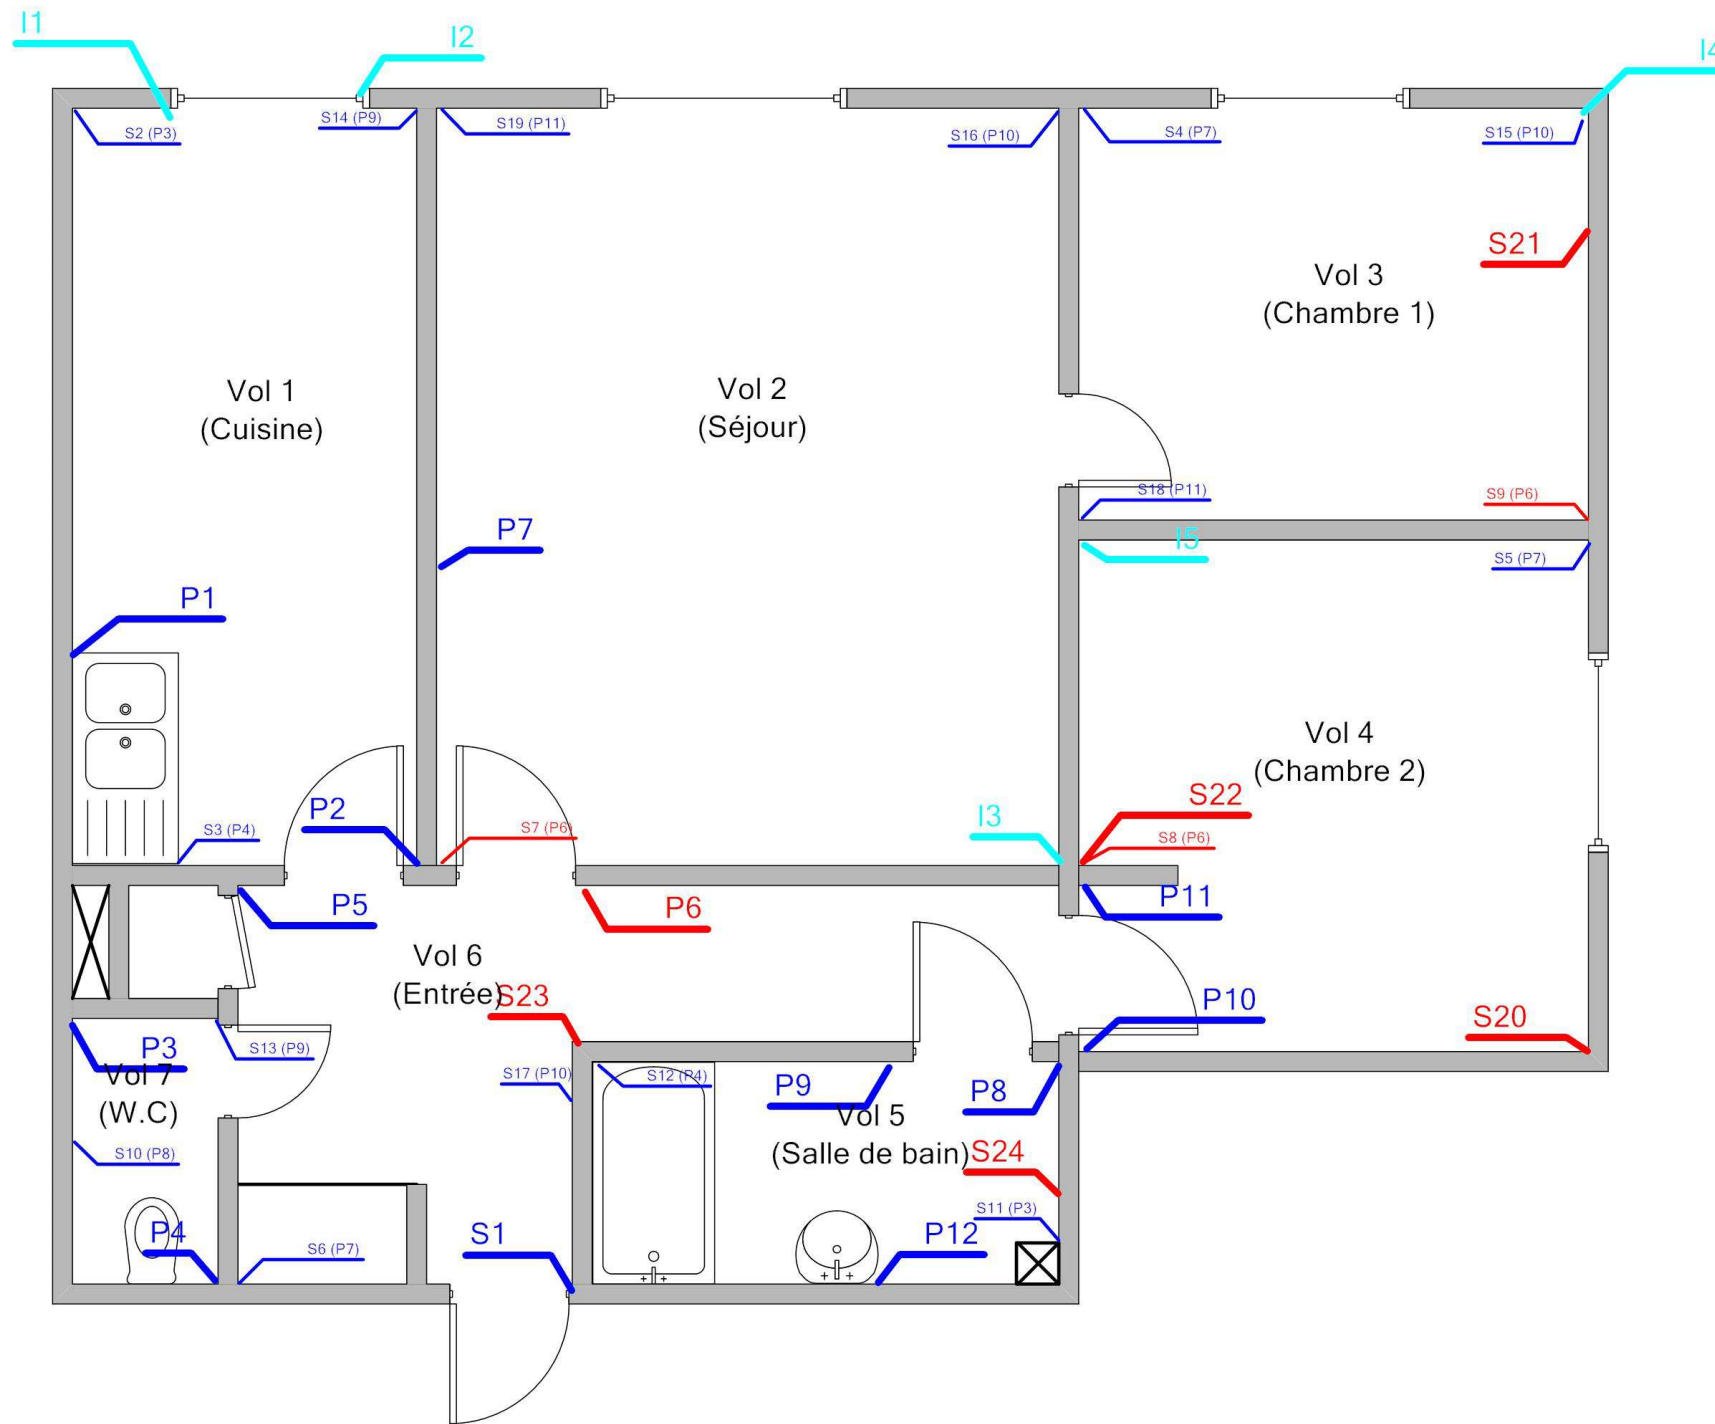 I1
I2
I4
S2 (P3)
S14 (P9)
S19 (P11)
S16 (P10)
S4 (P7)
S15 (P10)
S21
Vol 3
(Chambre 1)
Vol 1
(Cuisine)
Vol 2
(Séjour)
S18 (P11)
S9 (P6)
P7
I5
S5 (P7)
P1
Vol 4
(Chambre 2)
S22
P2
S3 (P4)
S7 (P6)
I3
S8 (P6)
P5
P6
P11
Vol 6
(Entrée)
S23
P10
S20
P3
S13 (P9)
Vol 7
(W.C)
S17 (P10)
S12 (P4)
P9
P8
Vol 5
(Salle de bain)
S24
S10 (P8)
S11 (P3)
P4
S6 (P7)
S1
P12